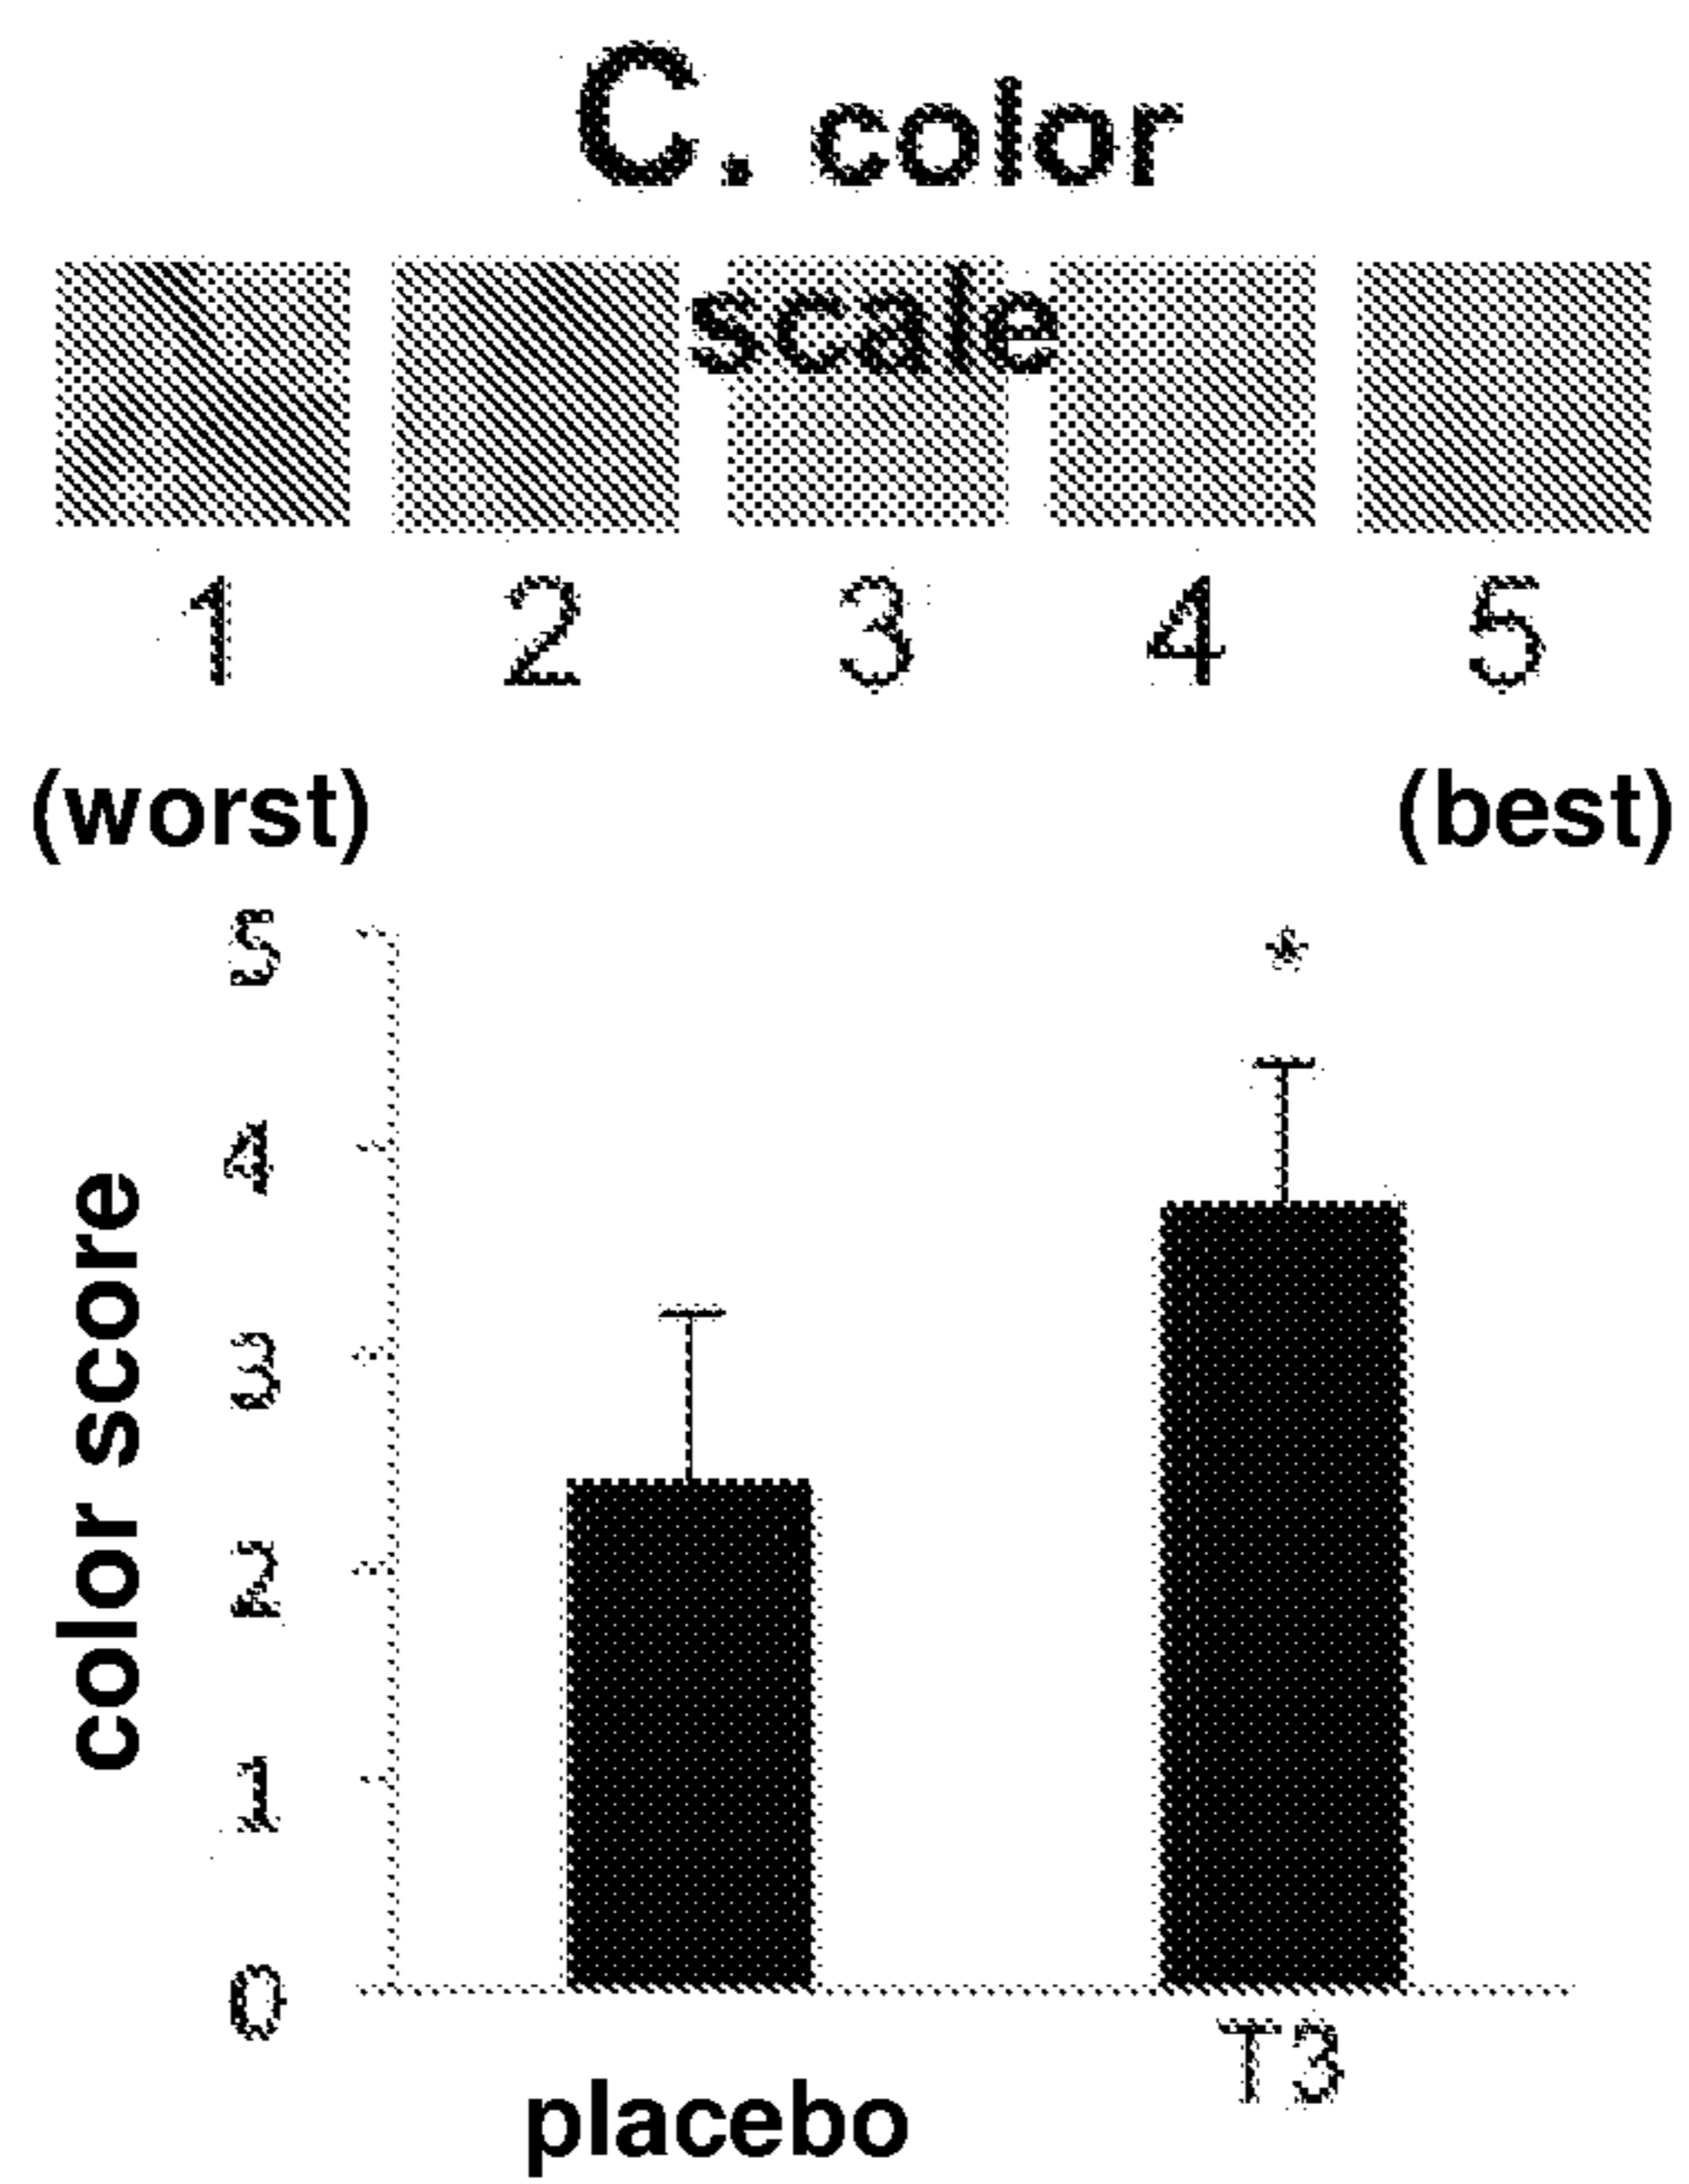 C. color
scale
1 2 3 4 5
(worst) (best)
5
*
4
3
2
1
0
color score
placebo
T3